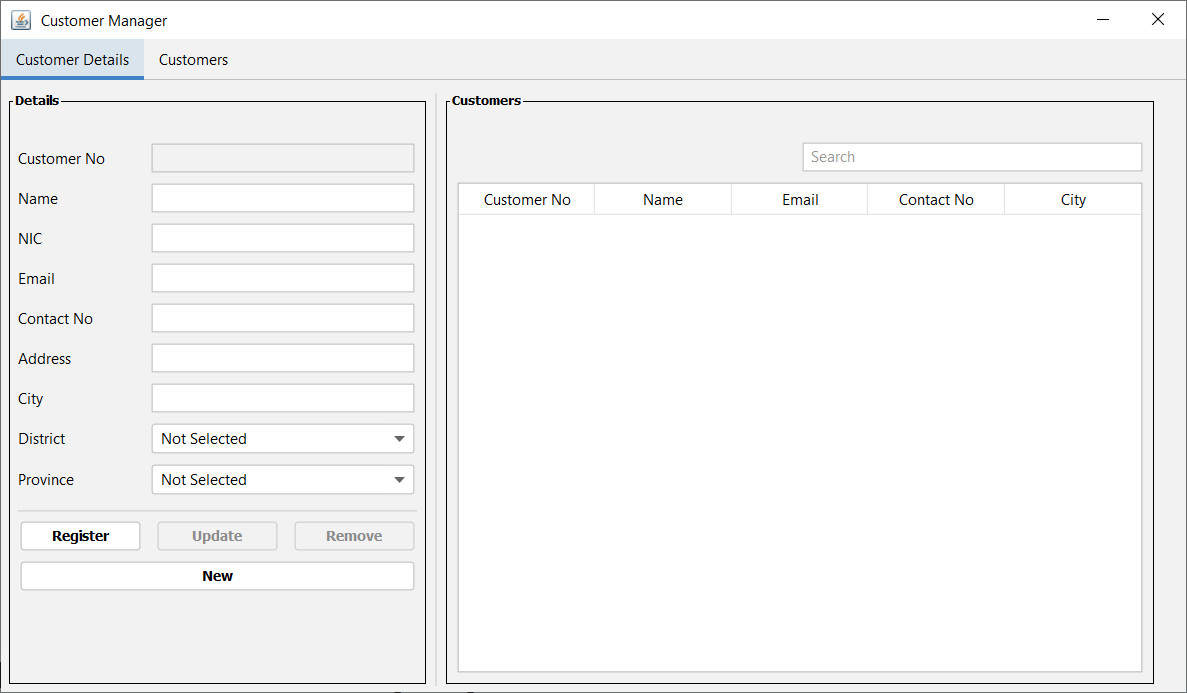 Customer Manager
Customer Details Customers
Details
Customer No
Name
NIC
Email
Contact No
Address
City
District Not Selected
Province Not Selected
Register Update Remove
New
Customers
Search
Customer No Name Email Contact No City